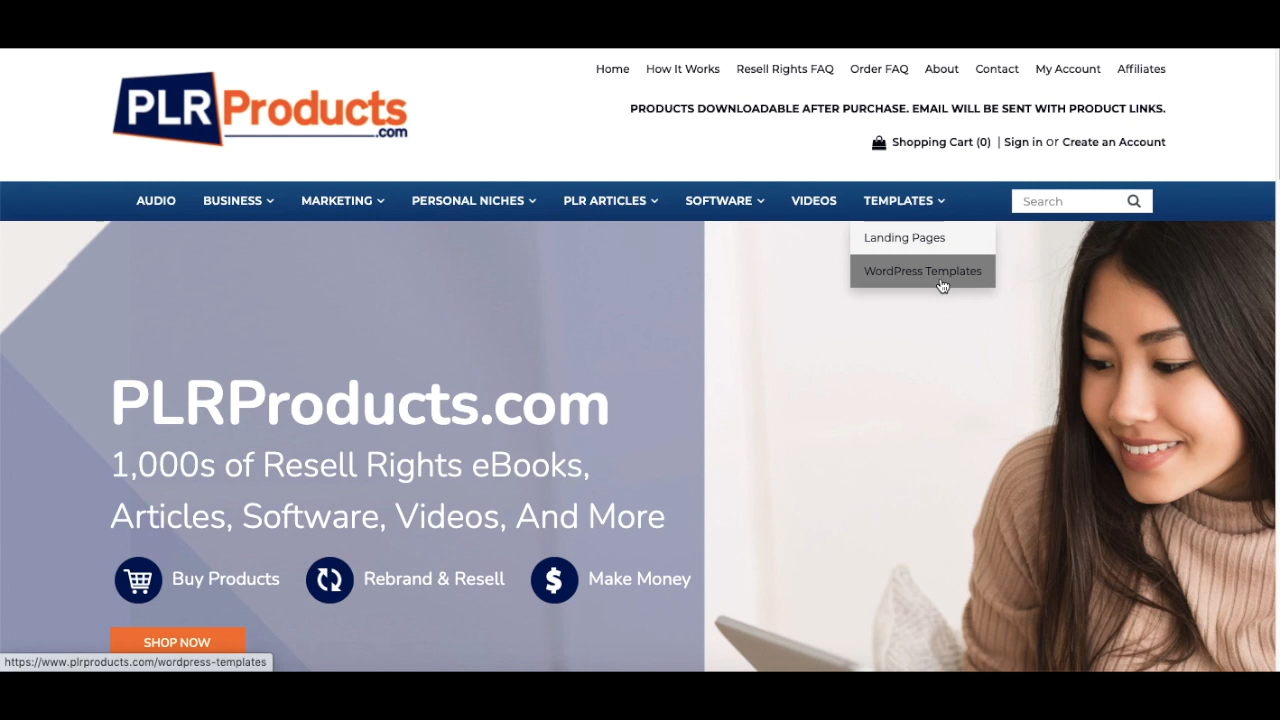 Home How It Works Resell Rights FAQ Order FAQ About Contact My Account Affiliates
PLRProducts
.com
PRODUCTS DOWNLOADABLE AFTER PURCHASE. EMAIL WILL BE SENT WITH PRODUCT LINKS.
Shopping Cart (0) | Sign in or Create an Account
AUDIO BUSINESS MARKETING PERSONAL NICHES PLR ARTICLES SOFTWARE VIDEOS TEMPLATES Search
Landing Pages
WordPress Templates
PLRProducts.com
1,000s of Resell Rights eBooks,
Articles, Software, Videos, And More
Buy Products Rebrand & Resell $ Make Money
SHOP NOW
https://www.plrproducts.com/wordpress-templates